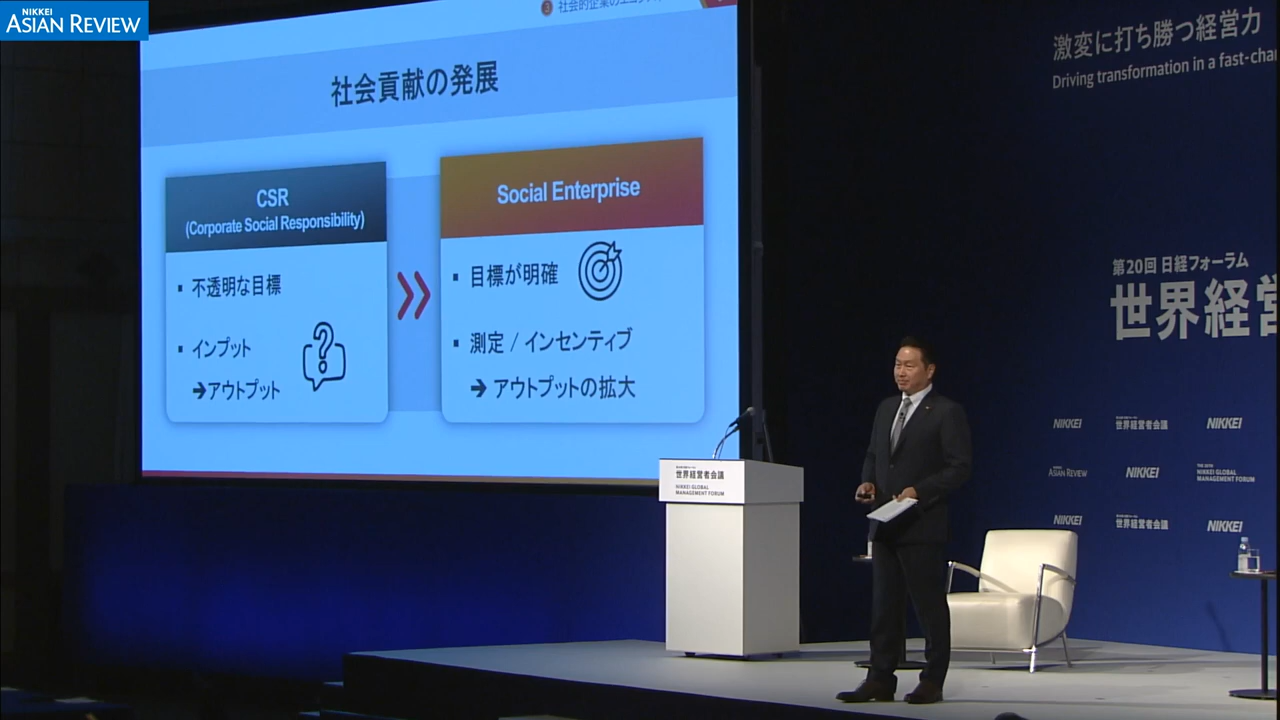 NIKKEI
ASIAN REVIEW
社会貢献の発展
CSR
(Corporate Social Responsibility)
▪ 不透明な目標
▪ インプット
➔アウトプット
Social Enterprise
▪ 目標が明確
▪ 測定 / インセンティブ
➔ アウトプットの拡大
激変に打ち勝つ経営力
Driving transformation in a fast-cha
第20回 日経フォーラム
世界経営
世界経営者会議
NIKKEI GLOBAL
MANAGEMENT FORUM
NIKKEI
世界経営者会議
NIKKEI
ASIAN REVIEW
NIKKEI
NIKKEI GLOBAL
MANAGEMENT FORUM
NIKKEI
世界経営者会議
NIKKEI